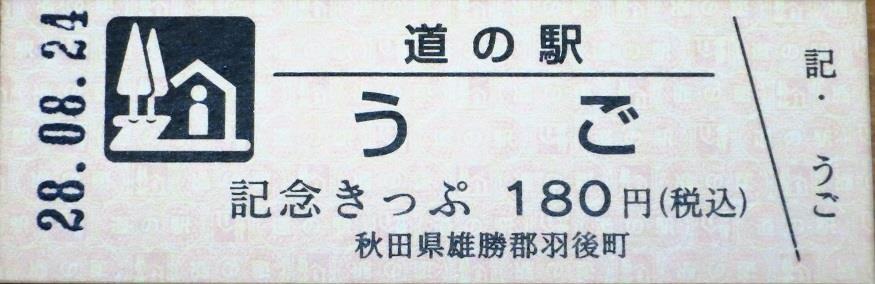 28.08.24
道の駅
うご
記念きっぷ 180円(税込)
秋田県雄勝郡羽後町
記・うご